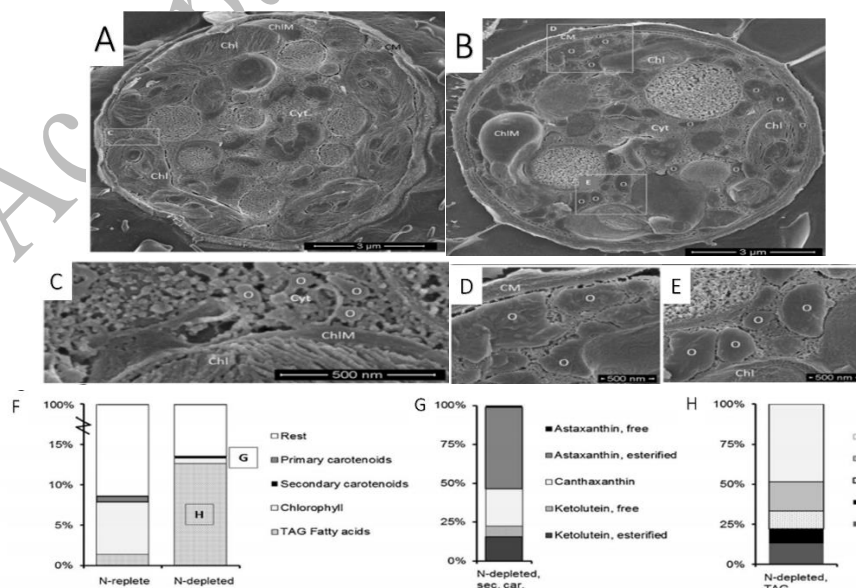 Acc
A
ChlM
Chl
CM
Cyt
C
Chl
3 µm
B
D
CM
O
O
O
O
Chl
O
O
O
ChlM
Cyt
Chl
O
O
O
E
O
O
O
O
3 µm
C
O
O
O
Cyt
O
ChlM
Chl
500 nm
D
CM
O
O
O
500 nm
E
O
O
O
O
Chl
500 nm
F
100%
15%
10%
5%
0%
N-replete
N-depleted
H
G
Rest
Primary carotenoids
Secondary carotenoids
Chlorophyll
TAG Fatty acids
G
100%
75%
50%
25%
0%
N-depleted,
sec. car.
Astaxanthin, free
Astaxanthin, esterified
Canthaxanthin
Ketolutein, free
Ketolutein, esterified
H
100%
75%
50%
25%
0%
N-depleted,
TAG